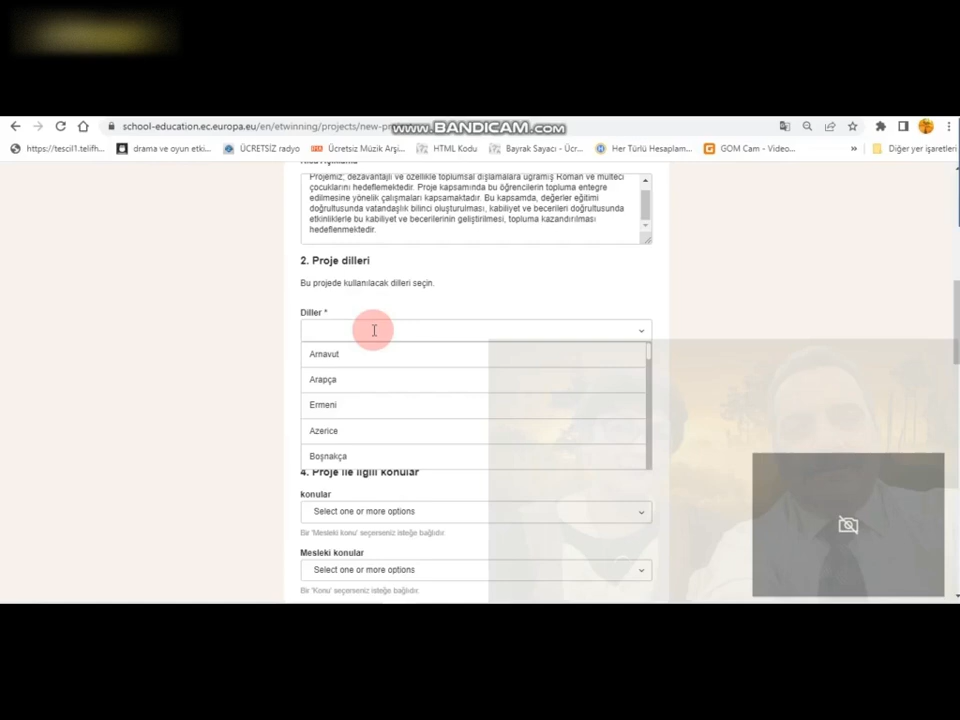 school-education.ec.europa.eu/en/etwinning/projects/new-pr
www.BANDICAM.com
https://tescil1.telifh...
drama ve oyun etki...
ÜCRETSİZ radyo
Ücretsiz Müzik Arşi...
HTML Kodu
Bayrak Sayacı - Ücr...
Her Türlü Hesaplam...
GOM Cam - Video...
»
Diğer yer işaretleri
Projemiz, dezavantajlı ve özellikle toplumsal dışlamalara uğramış Roman ve mülteci
çocuklarını hedeflemektedir. Proje kapsamında bu öğrencilerin topluma entegre
edilmesine yönelik çalışmaları kapsamaktadır. Bu kapsamda, değerler eğitimi
doğrultusunda vatandaşlık bilinci oluşturulması, kabiliyet ve becerileri doğrultusunda
etkinliklerle bu kabiliyet ve becerilerinin geliştirilmesi, topluma kazandırılması
hedeflenmektedir.
2. Proje dilleri
Bu projede kullanılacak dilleri seçin.
Diller *
Arnavut
Arapça
Ermeni
Azerice
Boşnakça
4. Proje ile ilgili konular
konular
Select one or more options
Bir 'Mesleki konu' seçerseniz isteğe bağlıdır.
Mesleki konular
Select one or more options
Bir 'Konu' seçerseniz isteğe bağlıdır.